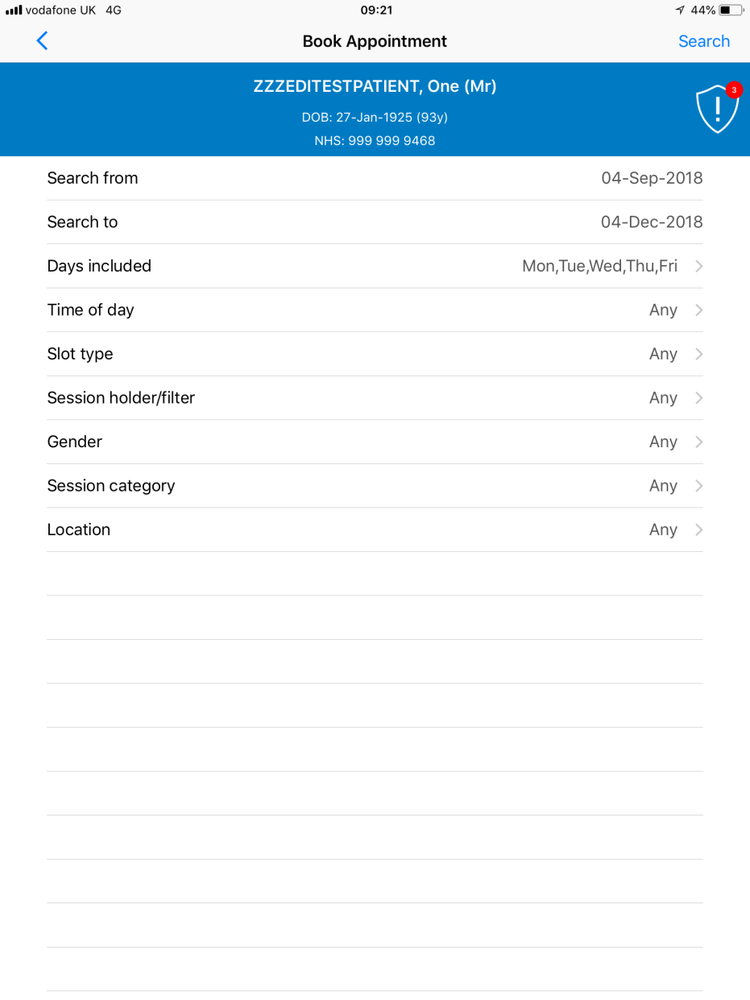 vodafone UK 4G 09:21 44%
Book Appointment Search
ZZZEDITESTPATIENT, One (Mr)
3
DOB: 27-Jan-1925 (93y)
NHS: 999 999 9468
Search from 04-Sep-2018
Search to 04-Dec-2018
Days included Mon,Tue,Wed,Thu,Fri
Time of day Any
Slot type Any
Session holder/filter Any
Gender Any
Session category Any
Location Any